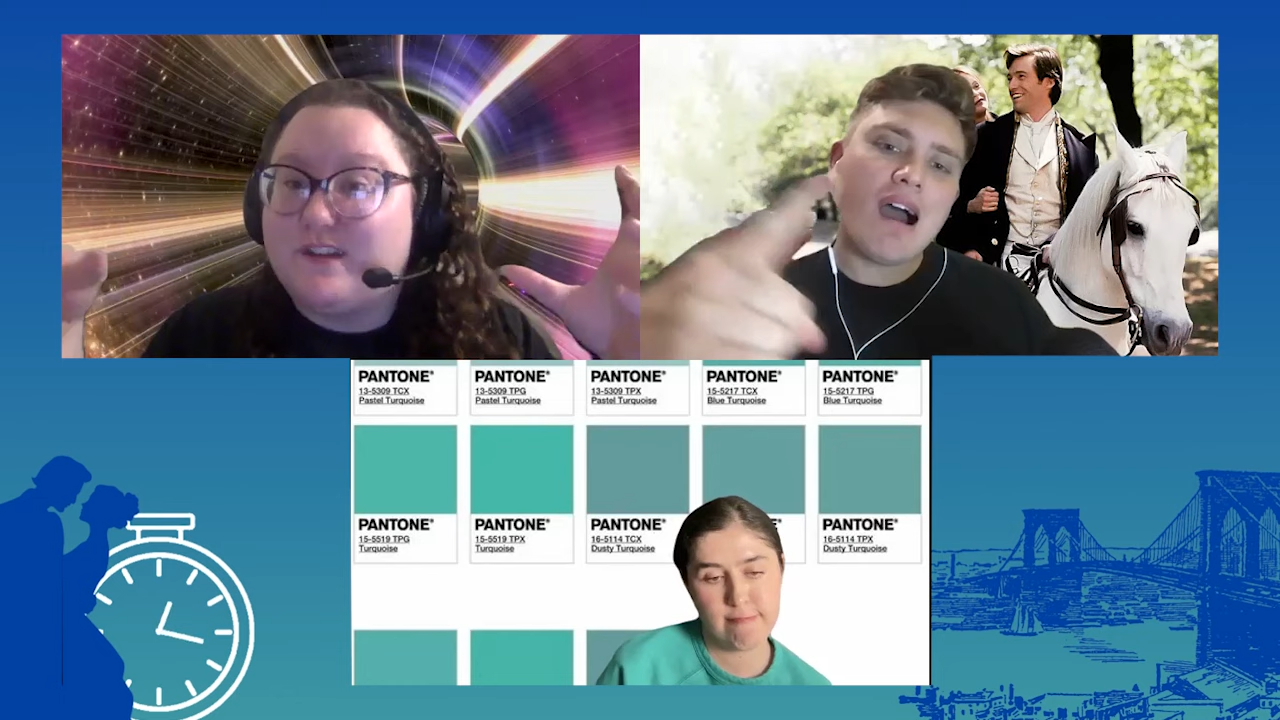 PANTONE®
13-5309 TCX
Pastel Turquoise
PANTONE®
13-5309 TPG
Pastel Turquoise
PANTONE®
13-5309 TPX
Pastel Turquoise
PANTONE®
15-5217 TCX
Blue Turquoise
PANTONE®
15-5217 TPG
Blue Turquoise
PANTONE®
15-5519 TPG
Turquoise
PANTONE®
15-5519 TPX
Turquoise
PANTONE®
16-5114 TCX
Dusty Turquoise
PANTONE®
16-5114 TPX
Dusty Turquoise